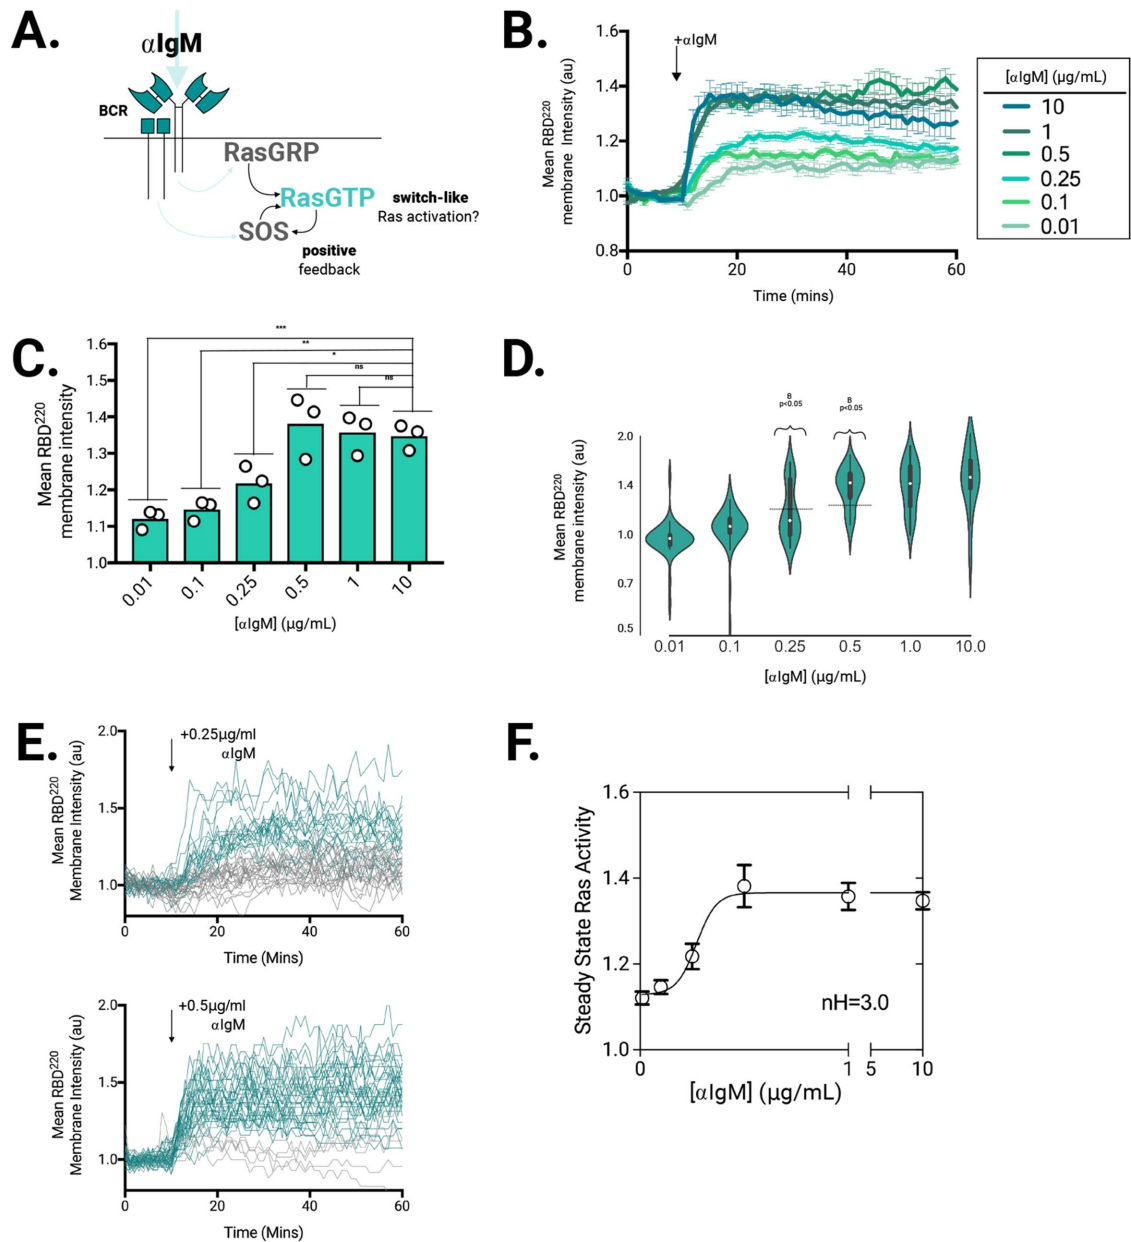 A.
αIgM
BCR
RasGRP
RasGTP
SOS
switch-like
Ras activation?
positive
feedback
B.
Mean RBD220
membrane Intensity (au)
1.6
1.4
1.2
1.0
0.8
+αIgM
0
20
40
60
Time (mins)
[αIgM] (μg/mL)
10
1
0.5
0.25
0.1
0.01
C.
Mean RBD220
membrane intensity
1.6
1.5
1.4
1.3
1.2
1.1
1.0
***
**
*
ns
ns
0.01
0.1
0.25
0.5
1
10
[αIgM] (μg/mL)
D.
Mean RBD220
membrane intensity (au)
2.0
1.4
1.0
0.7
0.5
B
p<0.05
B
p<0.05
0.01
0.1
0.25
0.5
1.0
10.0
[αIgM] (μg/mL)
E.
Mean RBD220
Membrane Intensity (au)
2.0
1.5
1.0
+0.25μg/ml
αIgM
0
20
40
60
Time (Mins)
Mean RBD220
Membrane Intensity (au)
2.0
1.5
1.0
+0.5μg/ml
αIgM
0
20
40
60
Time (Mins)
F.
Steady State Ras Activity
1.6
1.4
1.2
1.0
nH=3.0
0
1
5
10
[αIgM] (μg/mL)